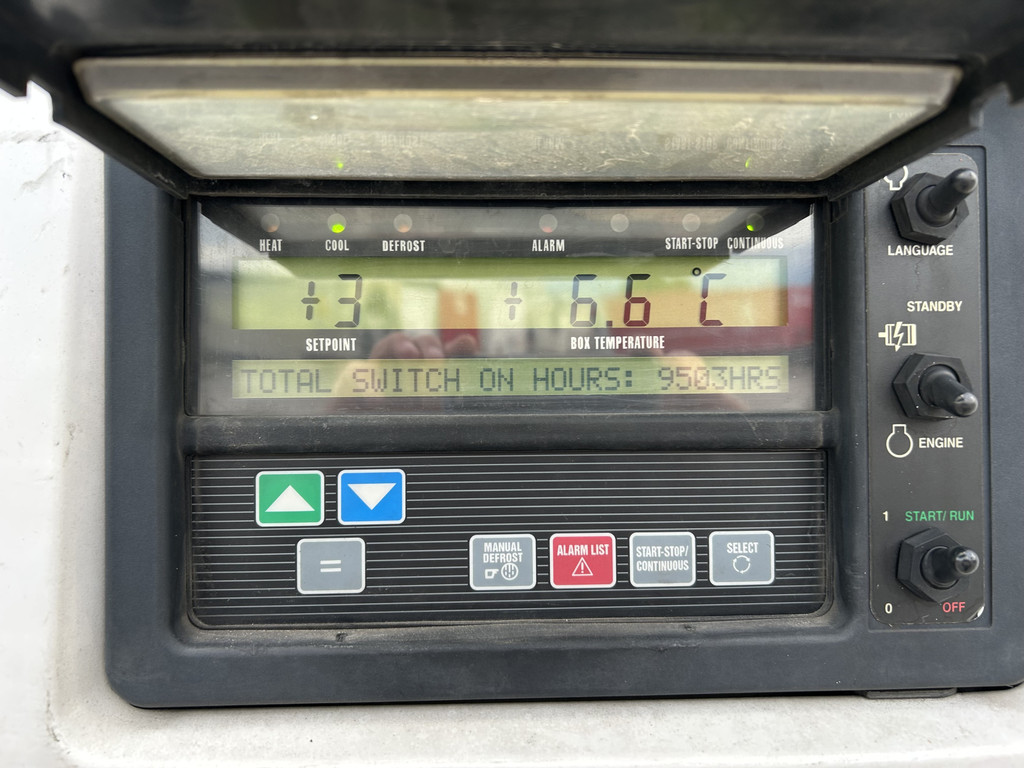 HEAT COOL DEFROST ALARM START-STOP CONTINUOUS
+3 + 6.6 °C
SETPOINT BOX TEMPERATURE
TOTAL SWITCH ON HOURS: 9503HRS
=
MANUAL DEFROST
ALARM LIST
START-STOP/
CONTINUOUS
SELECT
LANGUAGE
STANDBY
ENGINE
1 START/RUN
0 OFF